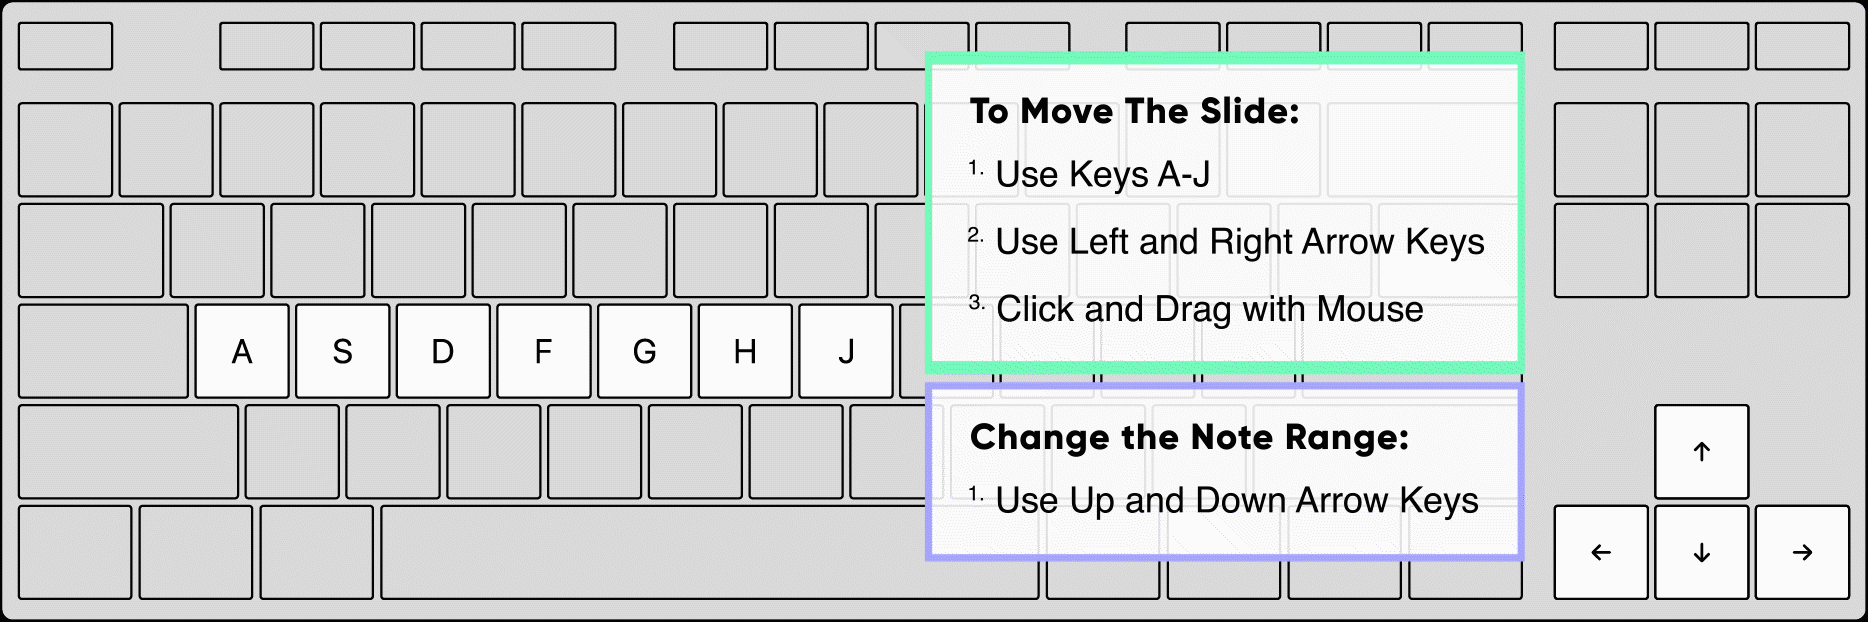 To Move The Slide:
1. Use Keys A-J
2. Use Left and Right Arrow Keys
3. Click and Drag with Mouse
A S D F G H J
Change the Note Range:
1. Use Up and Down Arrow Keys
↑
← ↓ →